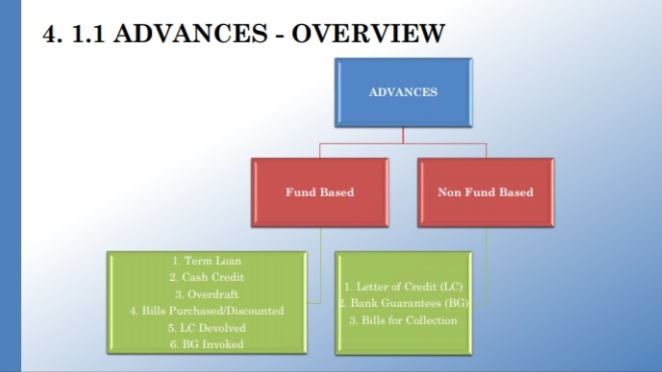 4. 1.1 ADVANCES - OVERVIEW
ADVANCES
Fund Based
Non Fund Based
1. Term Loan
2. Cash Credit
3. Overdraft
4. Bills Purchased/Discounted
5. LC Devolved
6. BG Invoked
1. Letter of Credit (LC)
2. Bank Guarantees (BG)
3. Bills for Collection